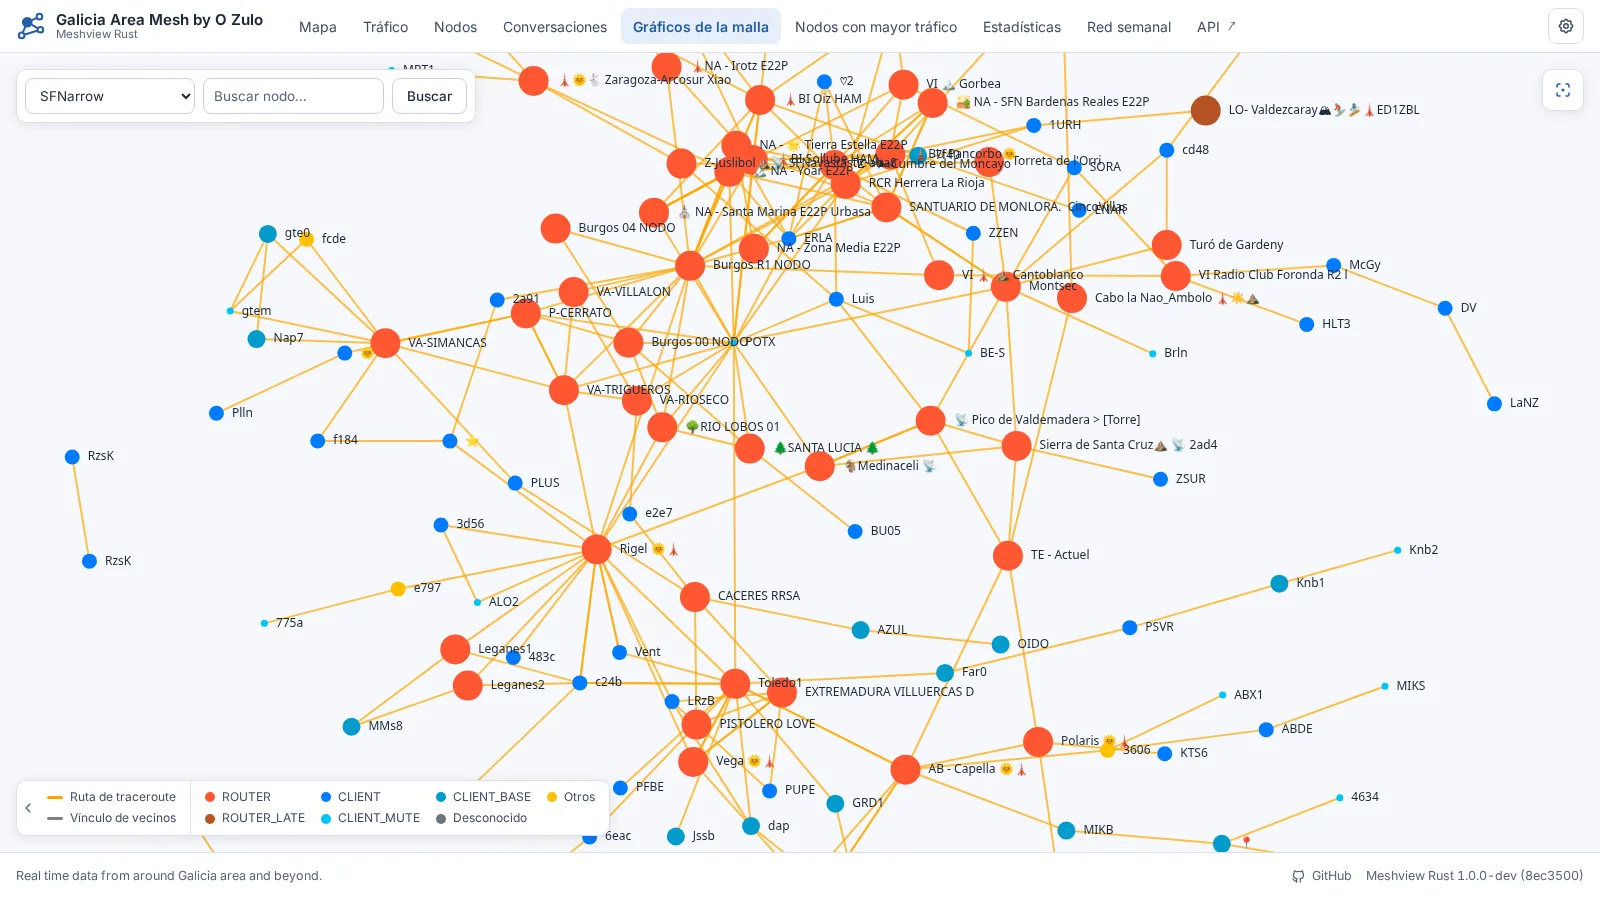 Galicia Area Mesh by O Zulo
Meshview Rust
Mapa
Tráfico
Nodos
Conversaciones
Gráficos de la malla
Nodos con mayor tráfico
Estadísticas
Red semanal
API ↗
SFNarrow
Buscar nodo...
Buscar
NA - Irotz E22P
Zaragoza-Arcosur Xiao
♡2
VI 🗻 Gorbea
BI Oiz HAM
NA - SFN Bardenas Reales E22P
LO- Valdezcaray
ED1ZBL
1URH
cd48
NA - 🌟 Tierra Estella E22P
Z-Juslibol
Cumbre del Moncayo
Torreta de l'Orri
SORA
NA - Yoar E22P
RCR Herrera La Rioja
NA - Santa Marina E22P Urbasa
SANTUARIO DE MONLORA. CincoVillas
ENAR
Burgos 04 NODO
ERLA
ZZEN
NA - Zona Media E22P
Turó de Gardeny
gte0
fcde
Burgos R1 NODO
VI 🗼 Cantoblanco
Montsec
VI Radio Club Foronda R2
McGy
VA-VILLALON
2a91
Luis
Cabo la Nao_Ambolo
gtem
P-CERRATO
DV
HLT3
Nap7
VA-SIMANCAS
Burgos 00 NODO
POTX
BE-S
Brln
VA-TRIGUEROS
VA-RIOSECO
LaNZ
Plln
f184
RIO LOBOS 01
Pico de Valdemadera > [Torre]
SANTA LUCIA
Sierra de Santa Cruz
2ad4
RzsK
Medinaceli
PLUS
ZSUR
e2e7
3d56
BU05
Rigel
TE - Actuel
Knb2
RzsK
e797
CACERES RRSA
Knb1
ALO2
775a
AZUL
PSVR
OIDO
Leganes1
483c
Vent
Far0
Leganes2
c24b
Toledo1
EXTREMADURA VILLUERCAS D
MIKS
ABX1
LRzB
MMs8
PISTOLERO LOVE
ABDE
Polaris
3606
KTS6
Vega
AB - Capella
PFBE
PUPE
GRD1
4634
6eac
Jssb
dap
MIKB
Ruta de traceroute
Vínculo de vecinos
ROUTER
CLIENT
CLIENT_BASE
Otros
ROUTER_LATE
CLIENT_MUTE
Desconocido
Real time data from around Galicia area and beyond.
GitHub
Meshview Rust 1.0.0-dev (8ec3500)